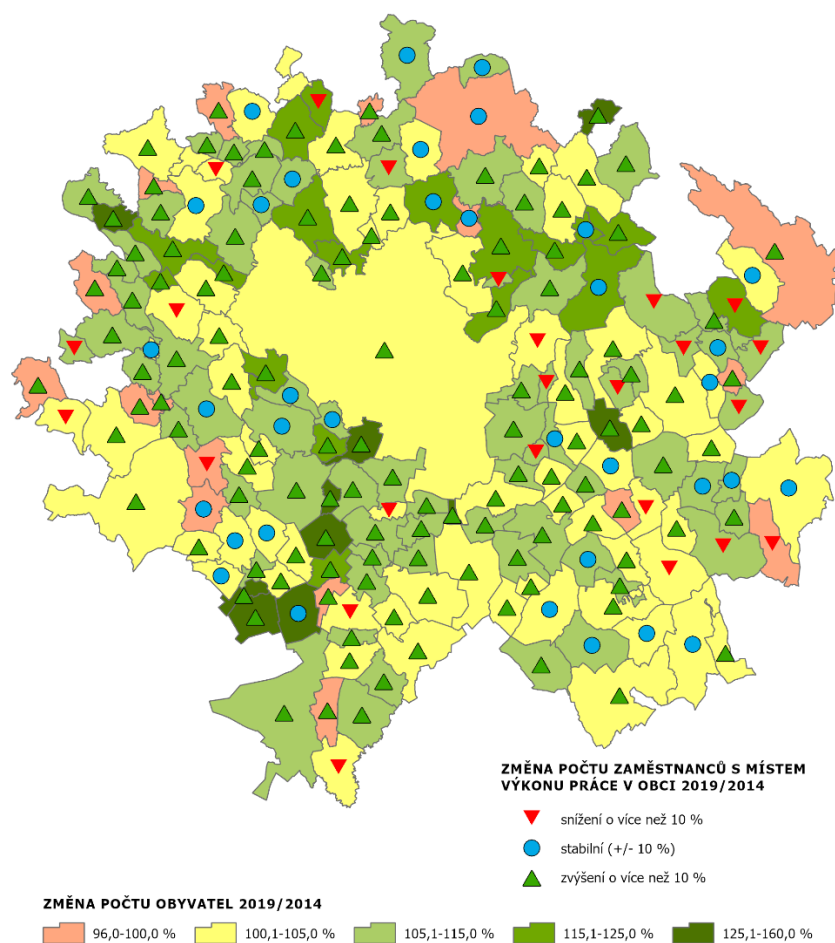 ZMĚNA POČTU ZAMĚSTNANCŮ S MÍSTEM
VÝKONU PRÁCE V OBCI 2019/2014
snížení o více než 10 %
stabilní (+/- 10 %)
zvýšení o více než 10 %
ZMĚNA POČTU OBYVATEL 2019/2014
96,0-100,0 % 100,1-105,0 % 105,1-115,0 % 115,1-125,0 % 125,1-160,0 %